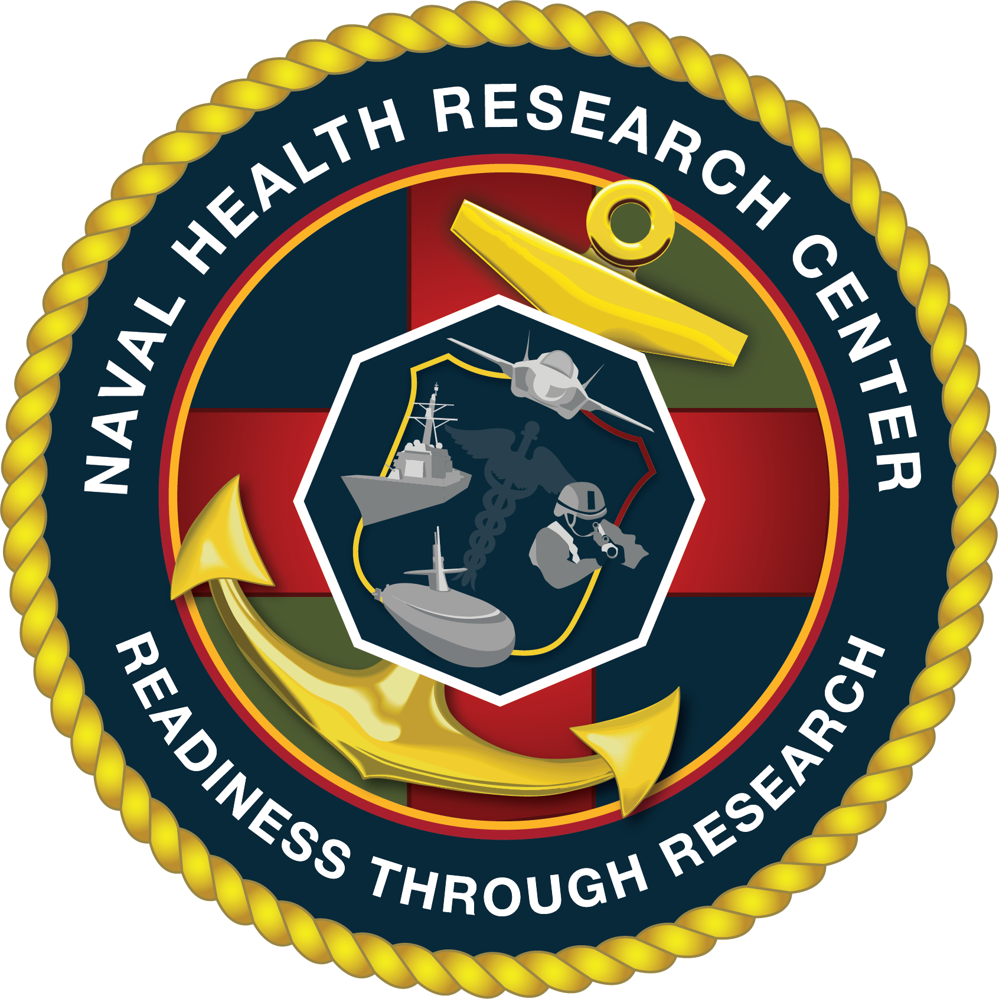 NAVAL HEALTH RESEARCH CENTER
READINESS THROUGH RESEARCH